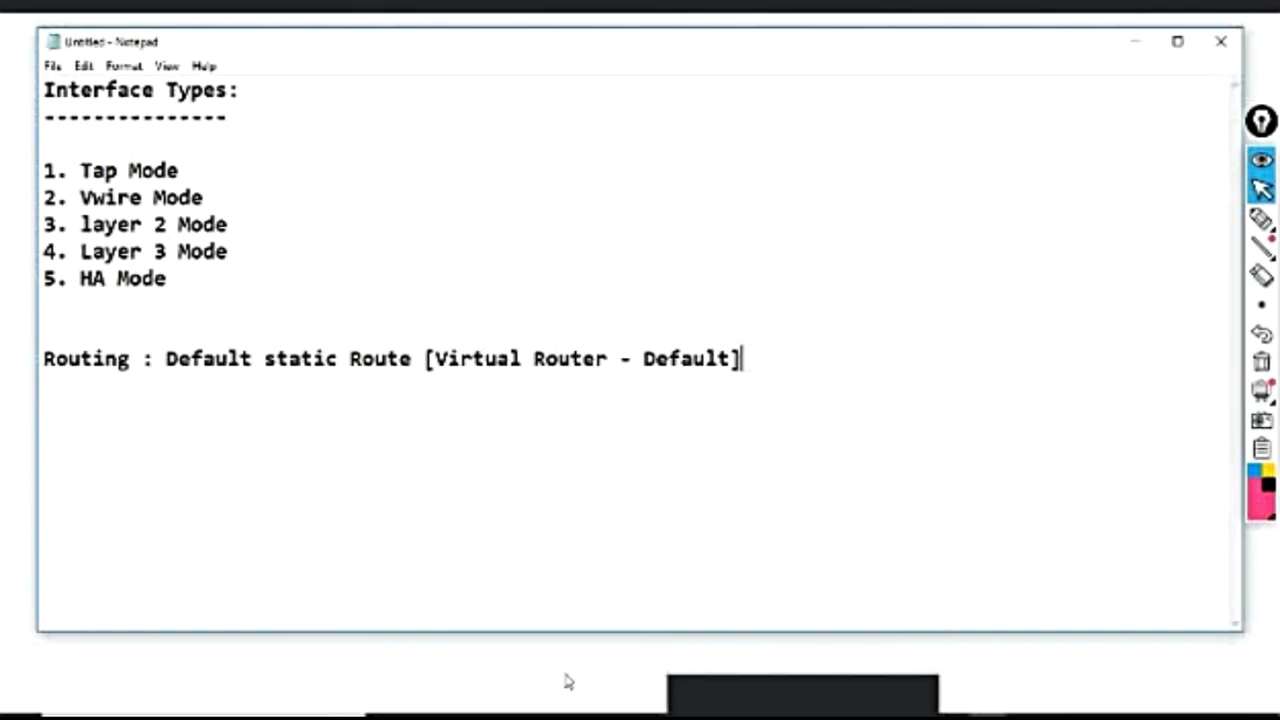 Untitled - Notepad
File Edit Format View Help
Interface Types:
---------------
1. Tap Mode
2. Vwire Mode
3. layer 2 Mode
4. Layer 3 Mode
5. HA Mode
Routing : Default static Route [Virtual Router - Default]